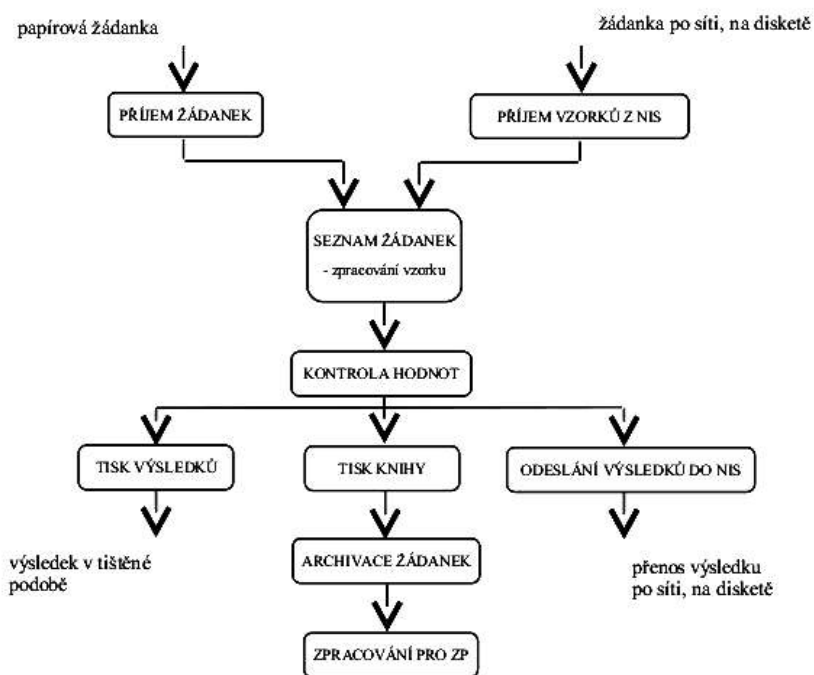 papírová žádanka
žádanka po síti, na disketě
PŘÍJEM ŽÁDANEK
PŘÍJEM VZORKŮ Z NIS
SEZNAM ŽÁDANEK
- zpracování vzorku
KONTROLA HODNOT
TISK VÝSLEDKŮ
TISK KNIHY
ODESLÁNÍ VÝSLEDKŮ DO NIS
výsledek v tištěné
podobě
ARCHIVACE ŽÁDANEK
přenos výsledku
po síti, na disketě
ZPRACOVÁNÍ PRO ZP